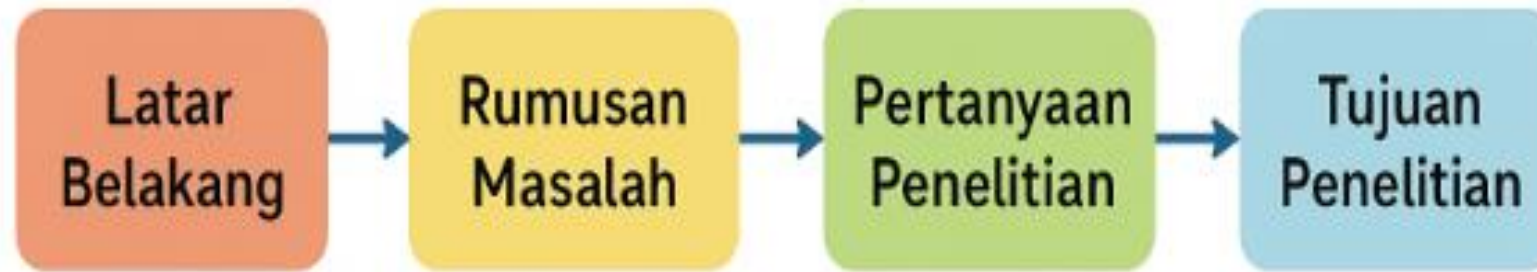 Latar
Belakang
Rumusan
Masalah
Pertanyaan
Penelitian
Tujuan
Penelitian